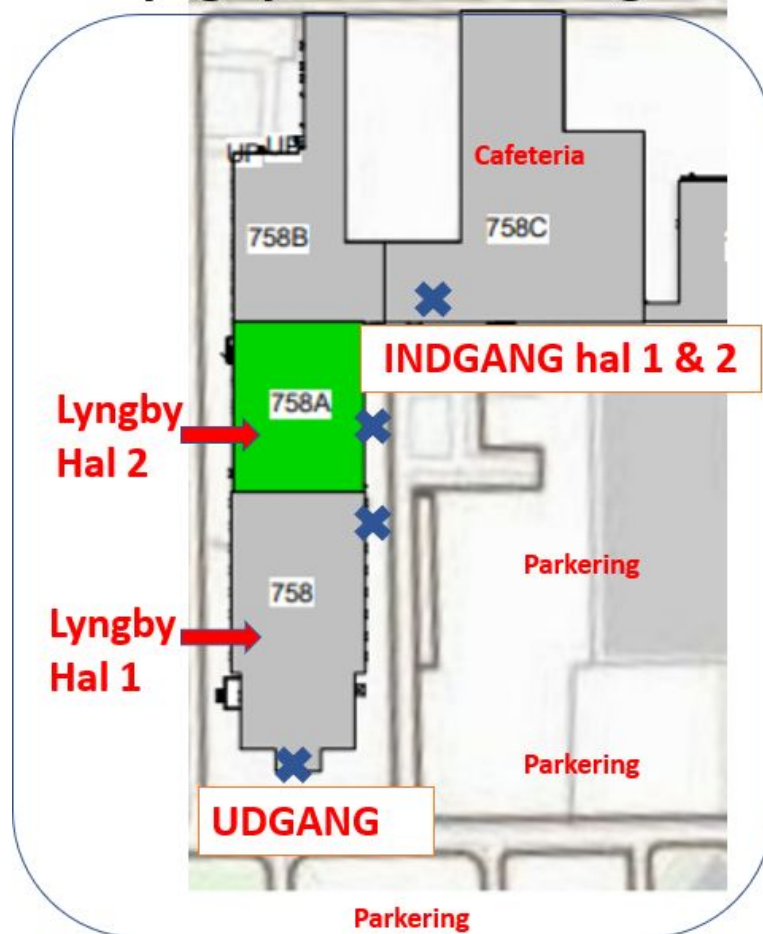 UP UP
Cafeteria
758B
758C
INDGANG hal 1 & 2
758A
Lyngby
Hal 2
Parkering
758
Lyngby
Hal 1
Parkering
UDGANG
Parkering